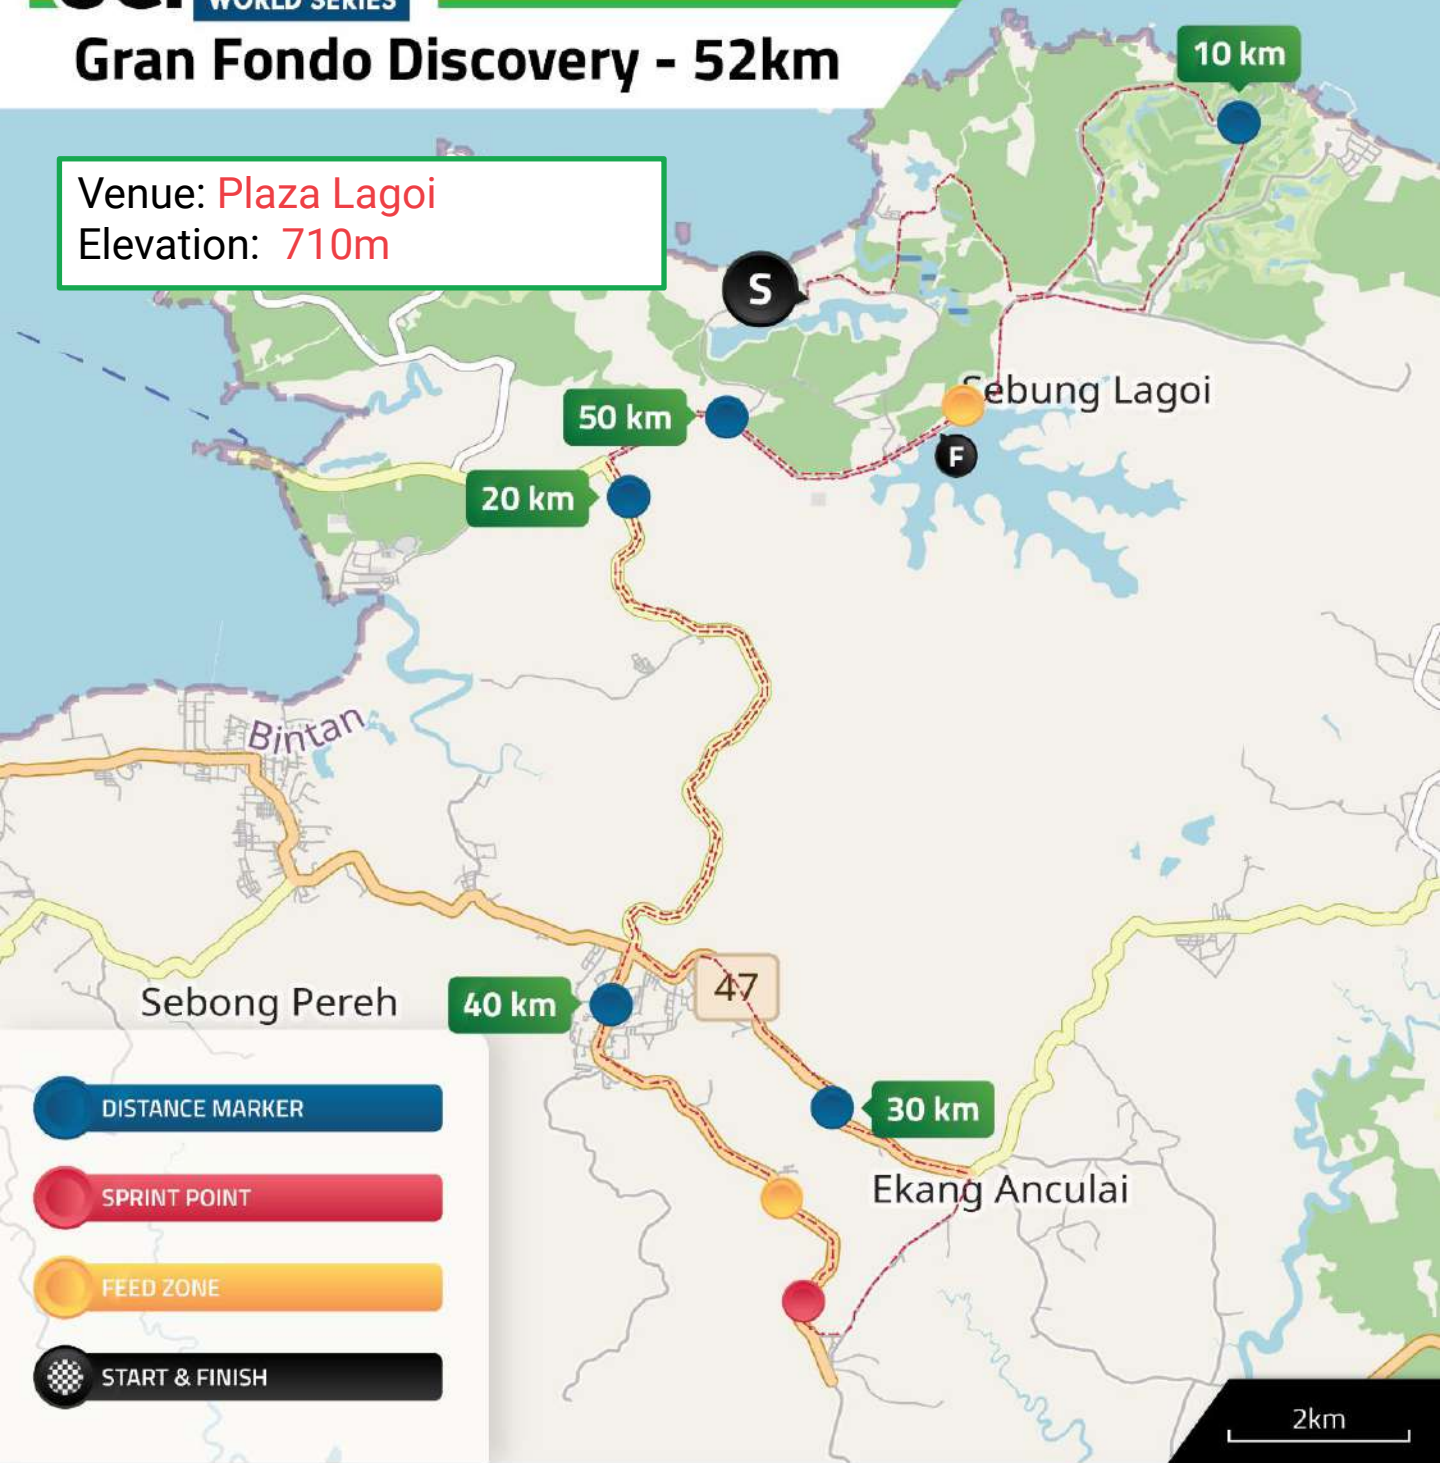 WORLD SERIES
Gran Fondo Discovery - 52km
10 km
Venue: Plaza Lagoi
Elevation: 710m
S
Sebung Lagoi
50 km
F
20 km
Bintan
47
Sebong Pereh
40 km
30 km
DISTANCE MARKER
Ekang Anculai
SPRINT POINT
FEED ZONE
START & FINISH
2km